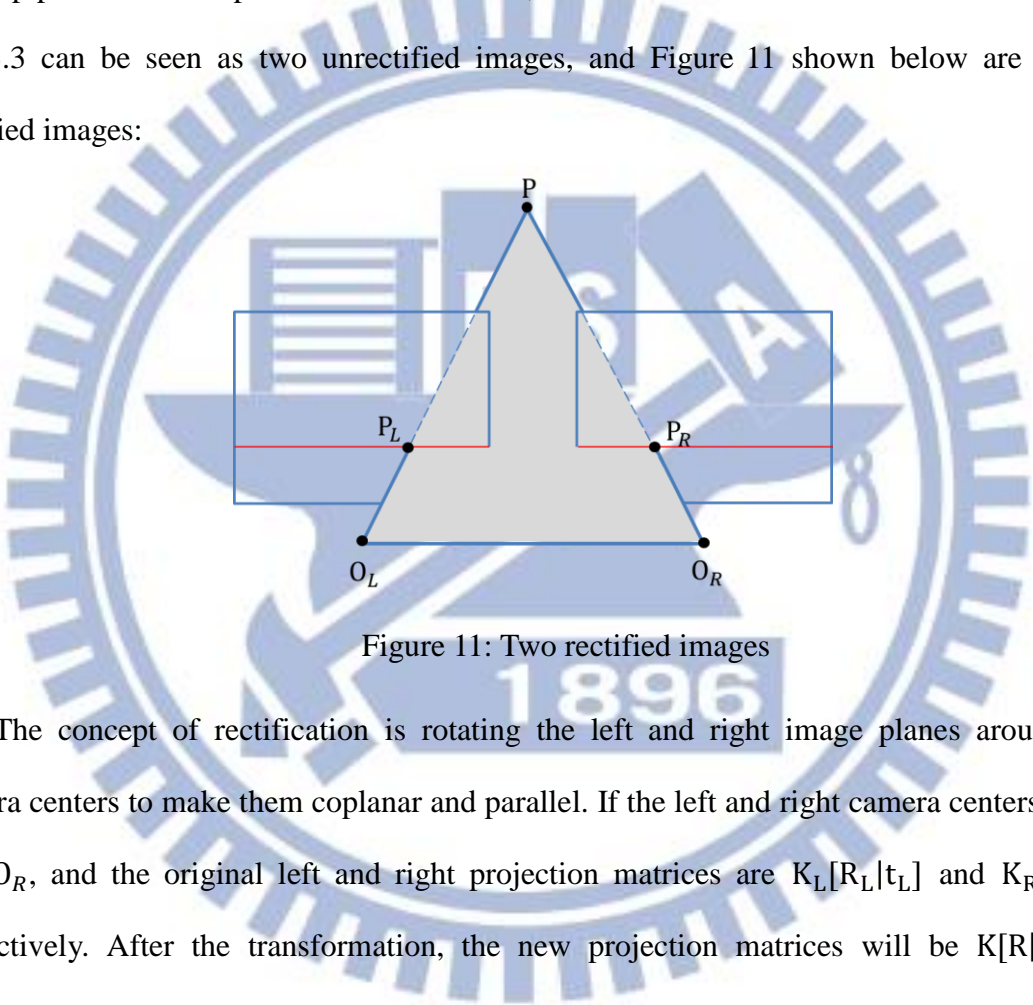 .3 can be seen as two unrectified images, and Figure 11 shown below are
ied images:
P
P_L
P_R
O_L
O_R
Figure 11: Two rectified images
The concept of rectification is rotating the left and right image planes arou
ra centers to make them coplanar and parallel. If the left and right camera centers
O_R, and the original left and right projection matrices are K_L[R_L|t_L] and K_R
ctively. After the transformation, the new projection matrices will be K[R|
E S A
1896